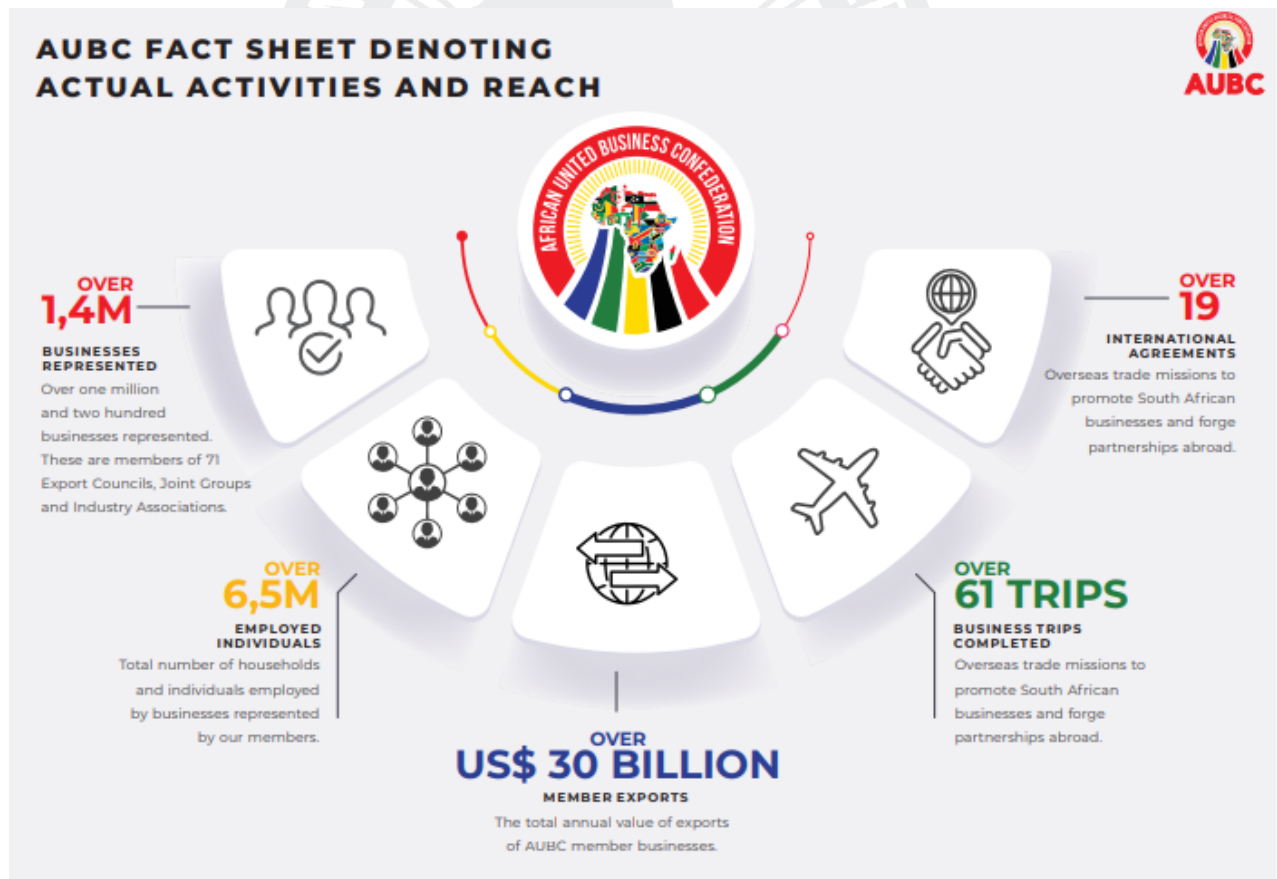 AUBC FACT SHEET DENOTING
ACTUAL ACTIVITIES AND REACH
AUBC
AFRICAN UNITED BUSINESS CONFEDERATION
OVER
1,4M
BUSINESSES
REPRESENTED
Over one million
and two hundred
businesses represented.
These are members of 71
Export Councils, Joint Groups
and Industry Associations.
OVER
6,5M
EMPLOYED
INDIVIDUALS
Total number of households
and individuals employed
by businesses represented
by our members.
OVER
US$ 30 BILLION
MEMBER EXPORTS
The total annual value of exports
of AUBC member businesses.
OVER
61 TRIPS
BUSINESS TRIPS
COMPLETED
Overseas trade missions to
promote South African
businesses and forge
partnerships abroad.
OVER
19
INTERNATIONAL
AGREEMENTS
Overseas trade missions to
promote South African
businesses and forge
partnerships abroad.